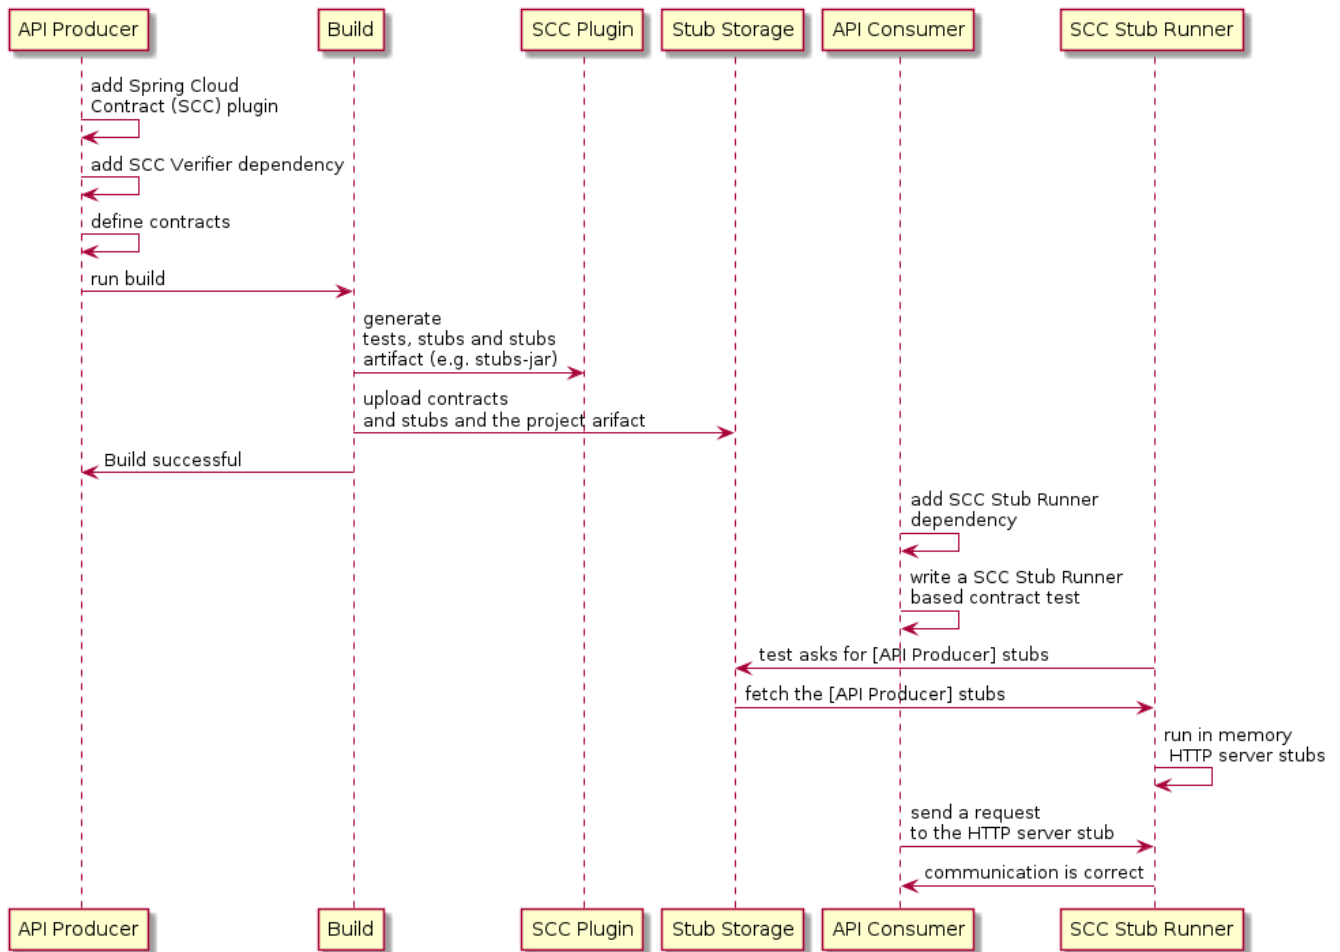 API Producer
Build
SCC Plugin
Stub Storage
API Consumer
SCC Stub Runner
add Spring Cloud
Contract (SCC) plugin
add SCC Verifier dependency
define contracts
run build
generate
tests, stubs and stubs
artifact (e.g. stubs-jar)
upload contracts
and stubs and the project arifact
Build successful
add SCC Stub Runner
dependency
write a SCC Stub Runner
based contract test
test asks for [API Producer] stubs
fetch the [API Producer] stubs
run in memory
HTTP server stubs
send a request
to the HTTP server stub
communication is correct
API Producer
Build
SCC Plugin
Stub Storage
API Consumer
SCC Stub Runner